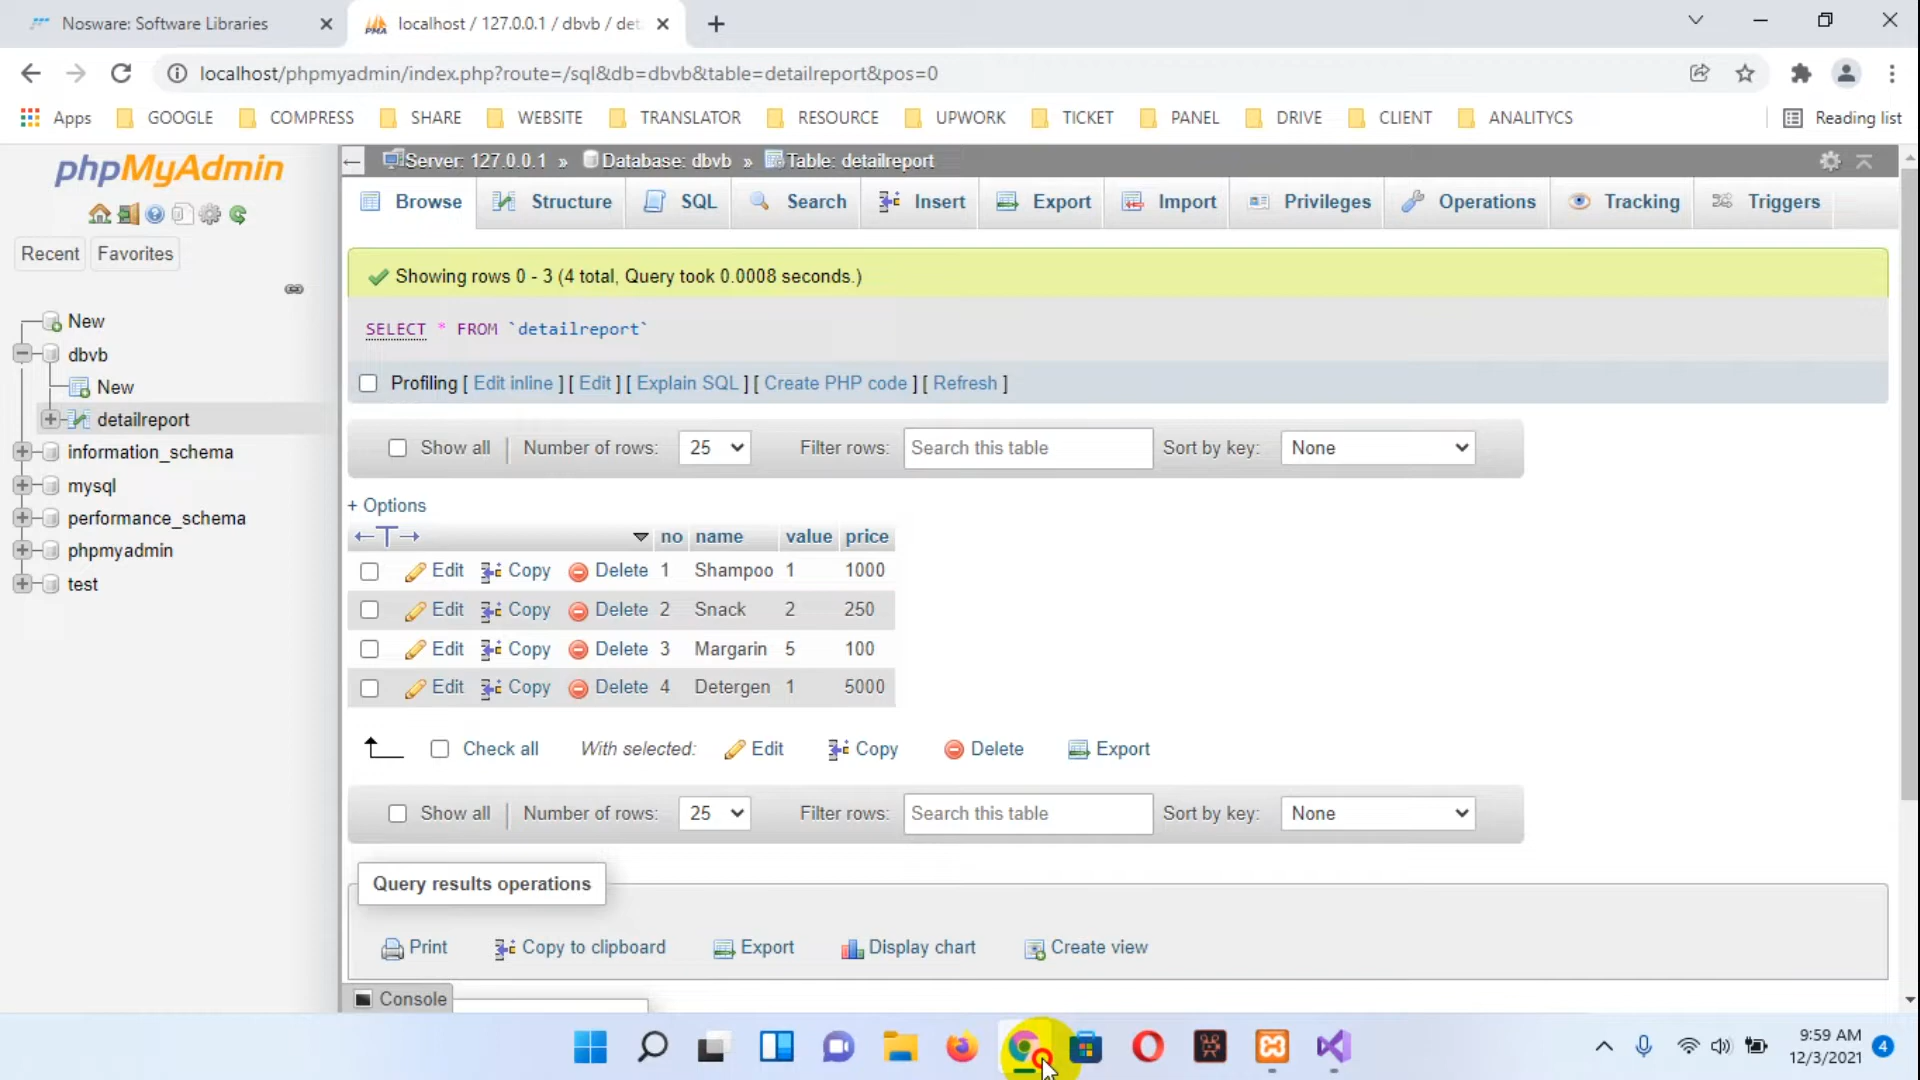 Nosware: Software Libraries
localhost / 127.0.0.1 / dbvb / det
localhost/phpmyadmin/index.php?route=/sql&db=dbvb&table=detailreport&pos=0
Apps GOOGLE COMPRESS SHARE WEBSITE TRANSLATOR RESOURCE UPWORK TICKET PANEL DRIVE CLIENT ANALITYCS Reading list
phpMyAdmin
Recent Favorites
New
dbvb
New
detailreport
information_schema
mysql
performance_schema
phpmyadmin
test
Server: 127.0.0.1 » Database: dbvb » Table: detailreport
Browse Structure SQL Search Insert Export Import Privileges Operations Tracking Triggers
Showing rows 0 - 3 (4 total, Query took 0.0008 seconds.)
SELECT * FROM `detailreport`
Profiling [ Edit inline ] [ Edit ] [ Explain SQL ] [ Create PHP code ] [ Refresh ]
Show all Number of rows: 25 Filter rows: Search this table Sort by key: None
+ Options
no name value price
Edit Copy Delete 1 Shampoo 1 1000
Edit Copy Delete 2 Snack 2 250
Edit Copy Delete 3 Margarin 5 100
Edit Copy Delete 4 Detergen 1 5000
Check all With selected: Edit Copy Delete Export
Show all Number of rows: 25 Filter rows: Search this table Sort by key: None
Query results operations
Print Copy to clipboard Export Display chart Create view
Console
9:59 AM
12/3/2021
4